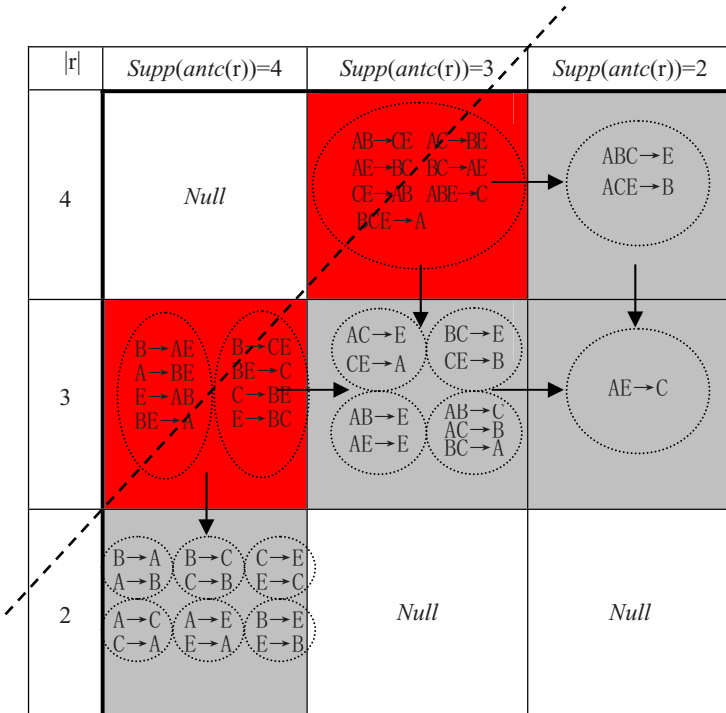 |r| Supp(antc(r))=4 Supp(antc(r))=3 Supp(antc(r))=2
4
Null
AB→CE AC→BE
AE→BC BC→AE
CE→AB ABE→C
BCE→A
ABC→E
ACE→B
3
B→AE
A→BE
E→AB
BE→A
B→CE
BE→C
C→BE
E→BC
AC→E
CE→A
BC→E
CE→B
AB→E
AE→E
AB→C
AC→B
BC→A
AE→C
2
B→A
A→B
B→C
C→B
C→E
E→C
A→C
C→A
A→E
E→A
B→E
E→B
Null
Null